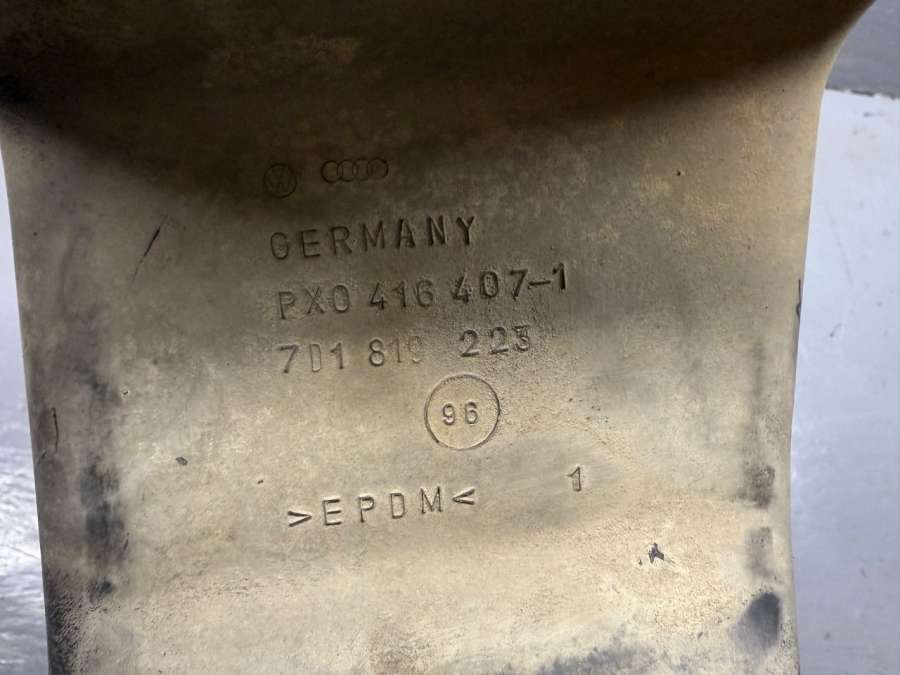 GERMANY
PX0 416 407-1
7D1 819 223
96
>EPDM< 1